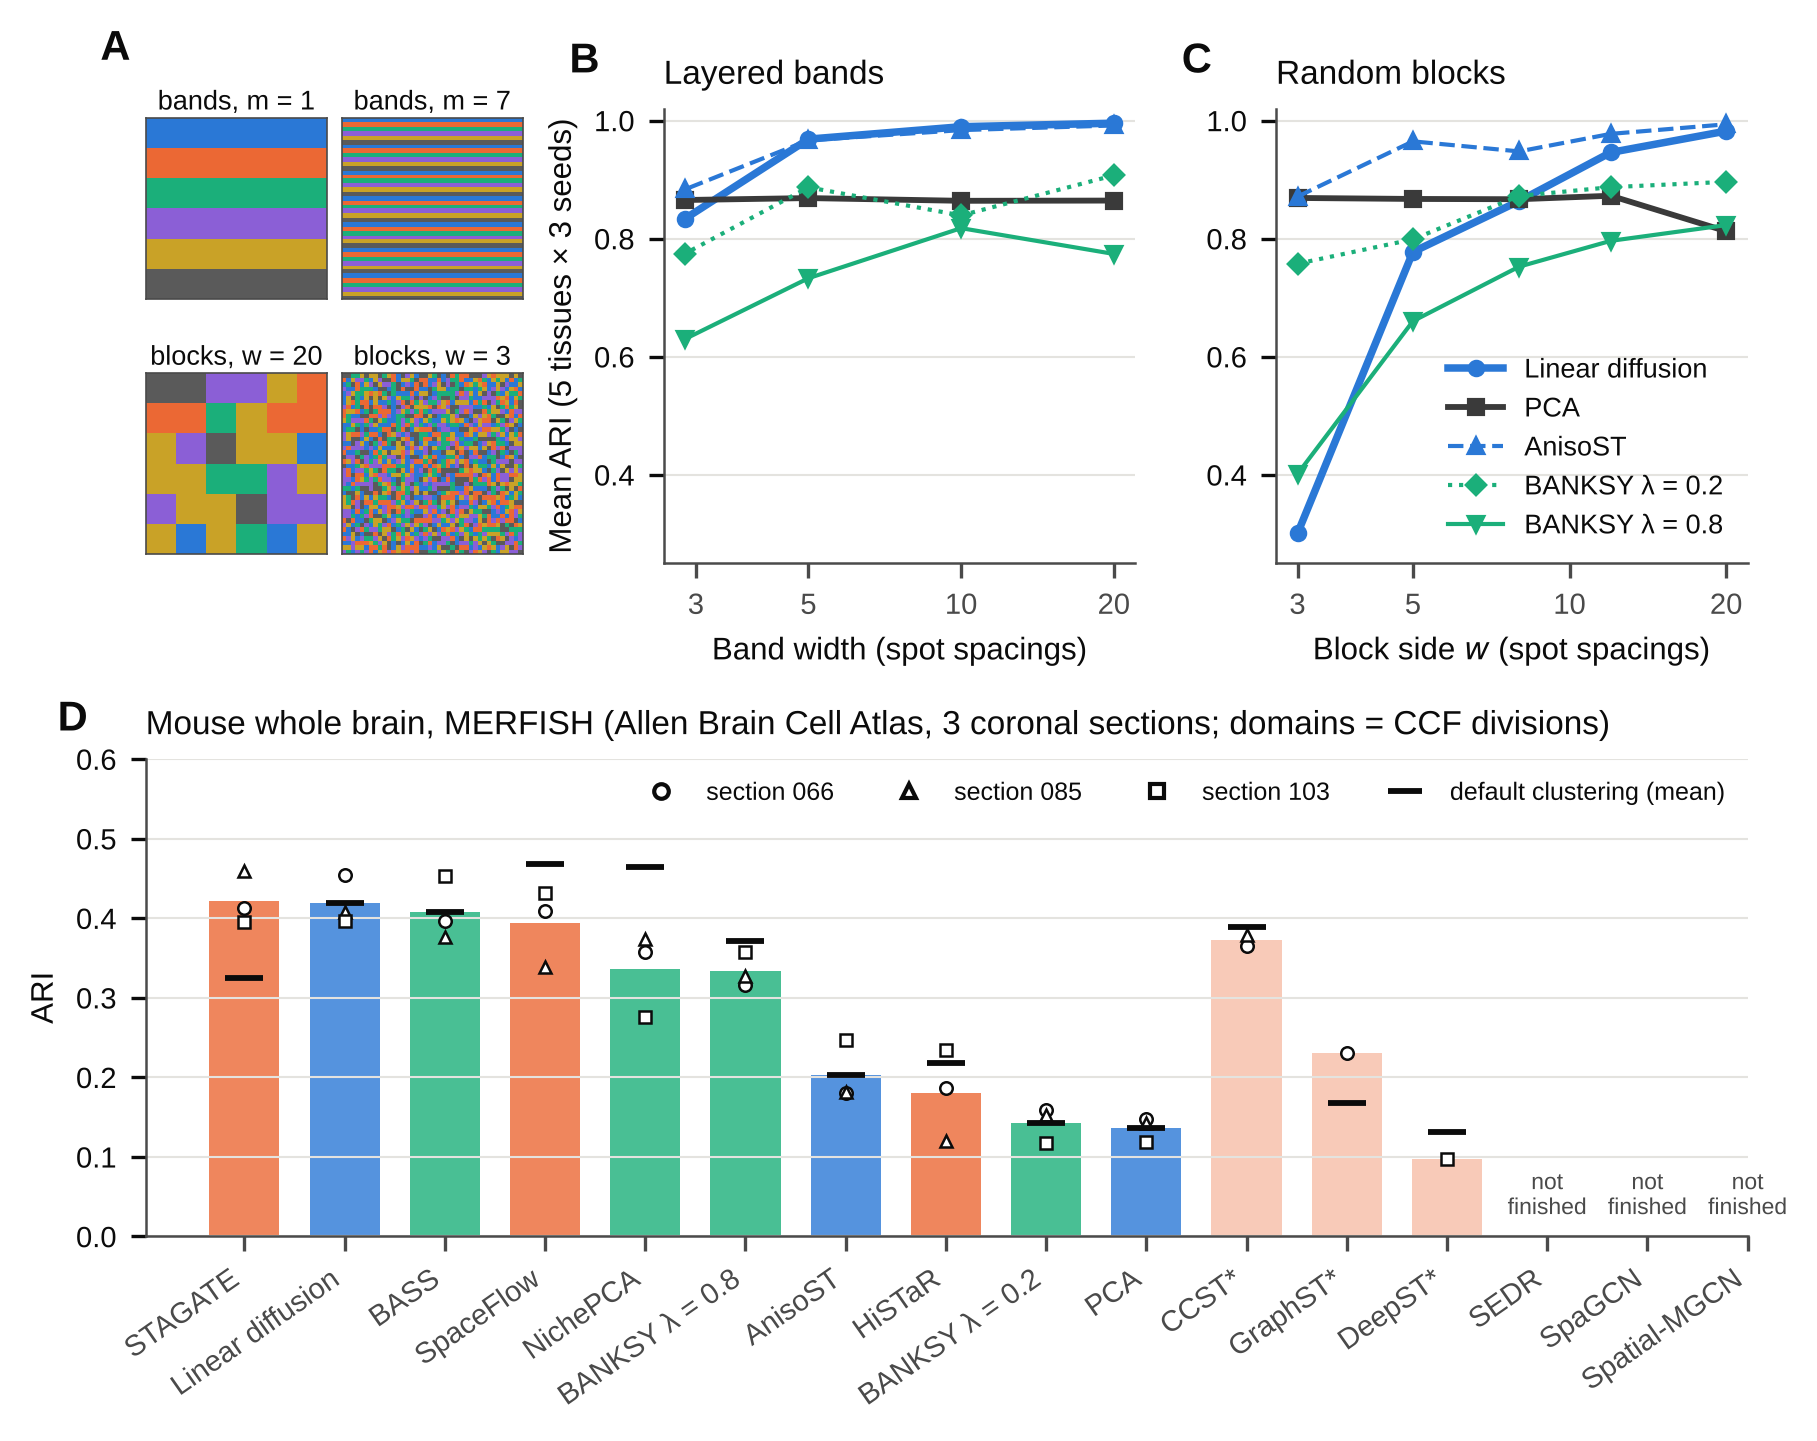 A
bands, m = 1
bands, m = 7
blocks, w = 20
blocks, w = 3
B
Layered bands
Mean ARI (5 tissues × 3 seeds)
1.0
0.8
0.6
0.4
3
5
10
20
Band width (spot spacings)
C
Random blocks
1.0
0.8
0.6
0.4
Linear diffusion
PCA
AnisoST
BANKSY λ = 0.2
BANKSY λ = 0.8
3
5
10
20
Block side w (spot spacings)
D
Mouse whole brain, MERFISH (Allen Brain Cell Atlas, 3 coronal sections; domains = CCF divisions)
section 066
section 085
section 103
default clustering (mean)
ARI
0.6
0.5
0.4
0.3
0.2
0.1
0.0
not
finished
not
finished
not
finished
STAGATE
Linear diffusion
BASS
SpaceFlow
NichePCA
BANKSY λ = 0.8
AnisoST
HiSTaR
BANKSY λ = 0.2
PCA
CCST*
GraphST*
DeepST*
SEDR
SpaGCN
Spatial-MGCN